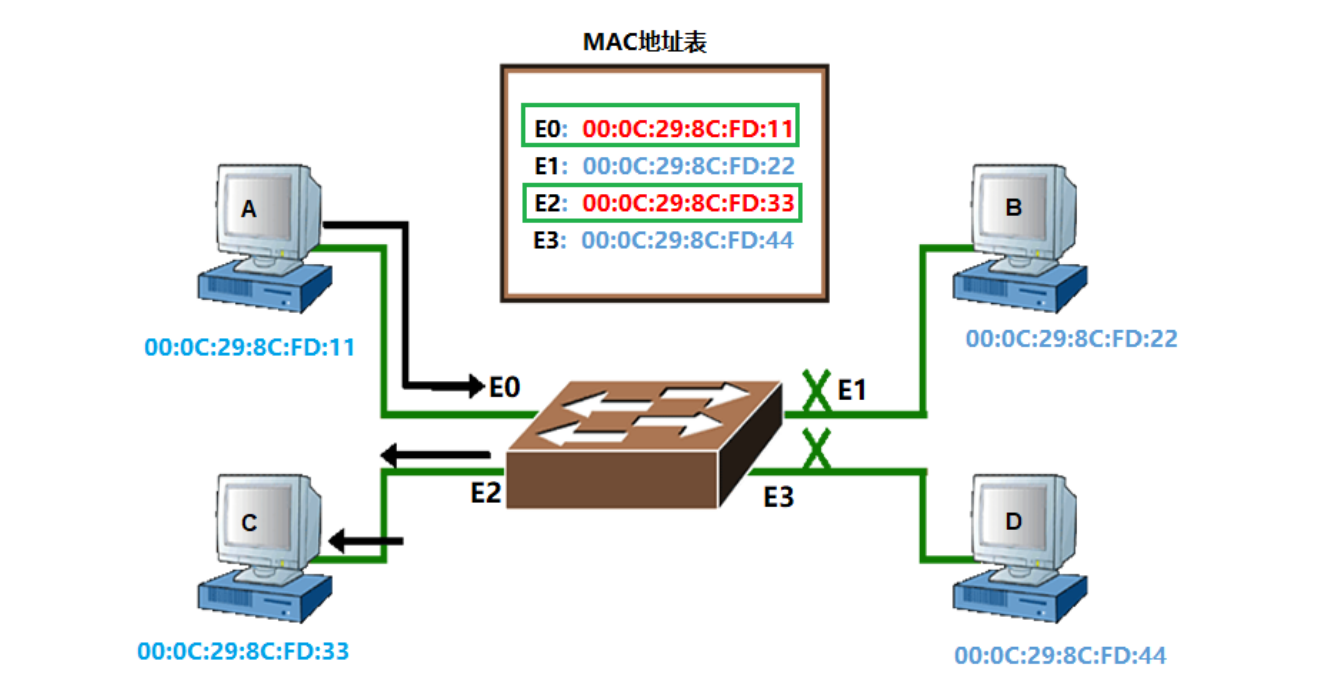 MAC地址表
E0: 00:0C:29:8C:FD:11
E1: 00:0C:29:8C:FD:22
E2: 00:0C:29:8C:FD:33
E3: 00:0C:29:8C:FD:44
A
B
00:0C:29:8C:FD:11
00:0C:29:8C:FD:22
E0
E1
E2
E3
C
D
00:0C:29:8C:FD:33
00:0C:29:8C:FD:44